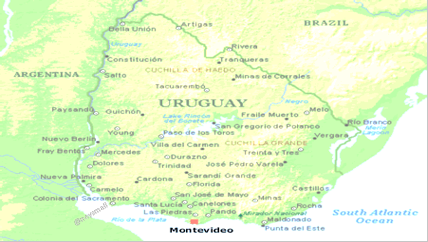 Artigas
BRAZIL
Bella Unión
Uruguay
Rivera
Constitución
Tranqueras
ARGENTINA
Salto
CUCHILLA DE HAEDO
Minas de Corrales
Tacuarembó
URUGUAY
Negro
Paysandú
Guichón
Lake Rincón
del Bonete
Fraile Muerto
Melo
Río Branco
Young
San Gregorio de Polanco
Mirim
Lagoon
Nuevo Berlín
Paso de los Toros
Vergara
Villa del Carmen
CUCHILLA GRANDE
Fray Bentos
Mercedes
Durazno
Treinta y Tres
Dolores
Trinidad
José Pedro Varela
Nueva Palmira
Cardona
Sarandí Grande
Carmelo
Florida
Castillos
Colonia del Sacramento
San José de Mayo
Minas
Santa Lucía
Canelones
Rocha
Las Piedras
Pando
Mirador Nacional
South Atlantic
Ocean
Río de la Plata
Maldonado
Montevideo
Punta del Este